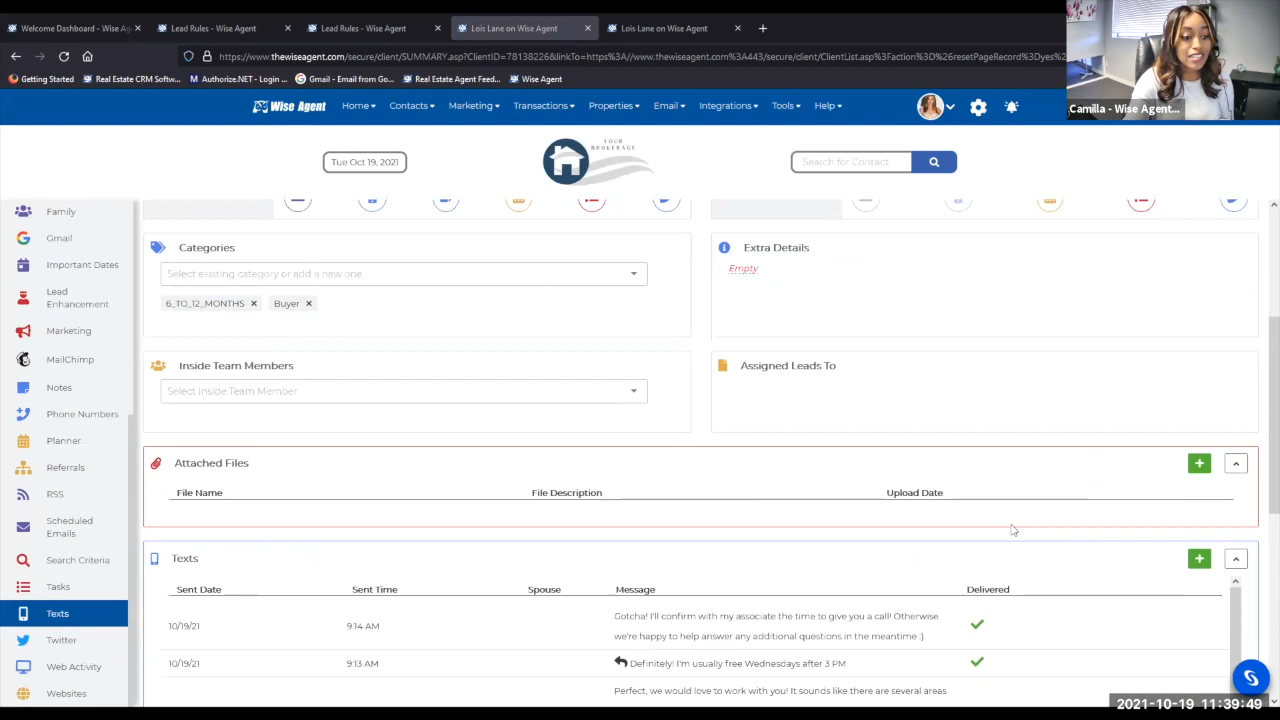 Welcome Dashboard - Wise Ag
Lead Rules - Wise Agent
Lead Rules - Wise Agent
Lois Lane on Wise Agent
Lois Lane on Wise Agent
https://www.thewiseagent.com/secure/client/SUMMARY.asp?ClientID=78138226&linkTo=https%3A//www.thewiseagent.com%3A443/secure/client/ClientList.asp%3Faction%3D%26resetPageRecord%3Dyes%
Getting Started
Real Estate CRM Softw...
Authorize.NET - Login ...
Gmail - Email from Go...
Real Estate Agent Feed...
Wise Agent
Camilla - Wise Agent...
Wise Agent
Home
Contacts
Marketing
Transactions
Properties
Email
Integrations
Tools
Help
Tue Oct 19, 2021
YOUR
BROKERAGE
Search for Contact
Family
Gmail
Important Dates
Lead
Enhancement
Marketing
MailChimp
Notes
Phone Numbers
Planner
Referrals
RSS
Scheduled
Emails
Search Criteria
Tasks
Texts
Twitter
Web Activity
Websites
Categories
Select existing category or add a new one
6_TO_12_MONTHS
Buyer
Extra Details
Empty
Inside Team Members
Select Inside Team Member
Assigned Leads To
Attached Files
File Name
File Description
Upload Date
Texts
Sent Date
Sent Time
Spouse
Message
Delivered
10/19/21
9:14 AM
Gotcha! I'll confirm with my associate the time to give you a call! Otherwise
we're happy to help answer any additional questions in the meantime :)
10/19/21
9:13 AM
Definitely! I'm usually free Wednesdays after 3 PM
Perfect, we would love to work with you! It sounds like there are several areas
2021-10-19 11:39:49